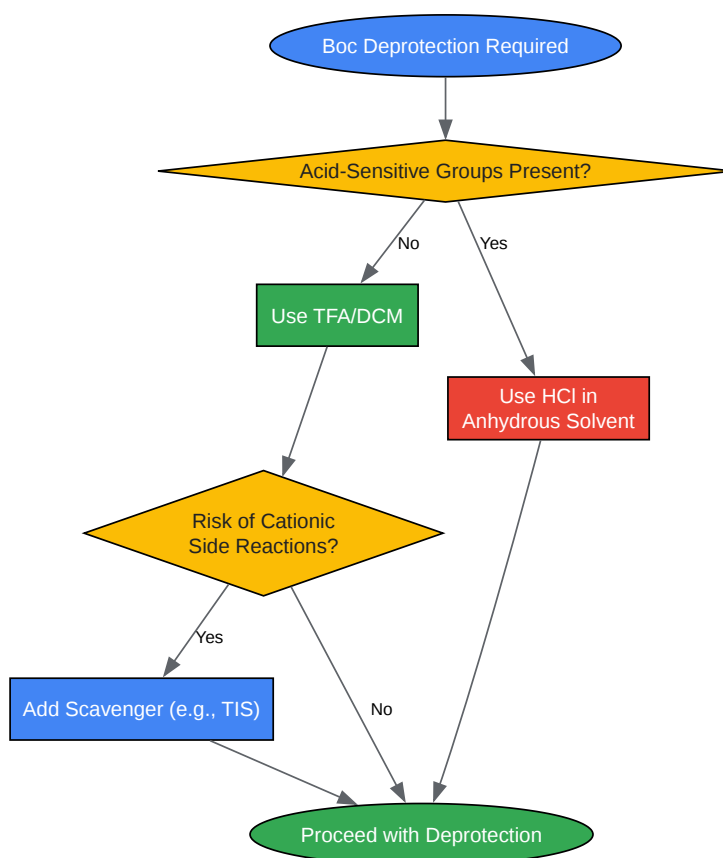 Boc Deprotection Required
Acid-Sensitive Groups Present?
No
Yes
Use TFA/DCM
Use HCl in
Anhydrous Solvent
Risk of Cationic
Side Reactions?
Yes
Add Scavenger (e.g., TIS)
No
Proceed with Deprotection